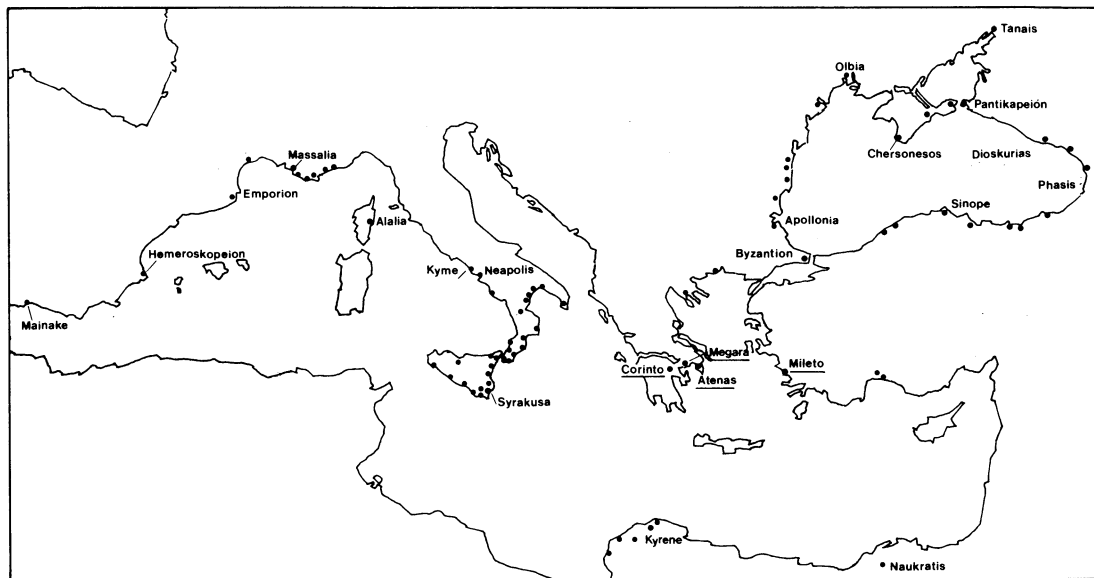 Tanais
Olbia
Pantikapeión
Chersonesos
Dioskurias
Massalia
Phasis
Emporion
Sinope
Alalia
Apollonia
Hemeroskopeion
Byzantion
Kyme
Neapolis
Mainake
Megara
Corinto
Mileto
Atenas
Syrakusa
Kyrene
Naukratis